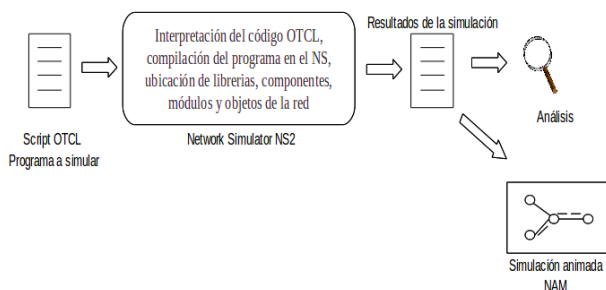 Resultados de la simulación
Interpretación del código OTCL,
compilación del programa en el NS,
ubicación de librerias, componentes,
módulos y objetos de la red
Análisis
Script OTCL
Programa a simular
Network Simulator NS2
Simulación animada
NAM